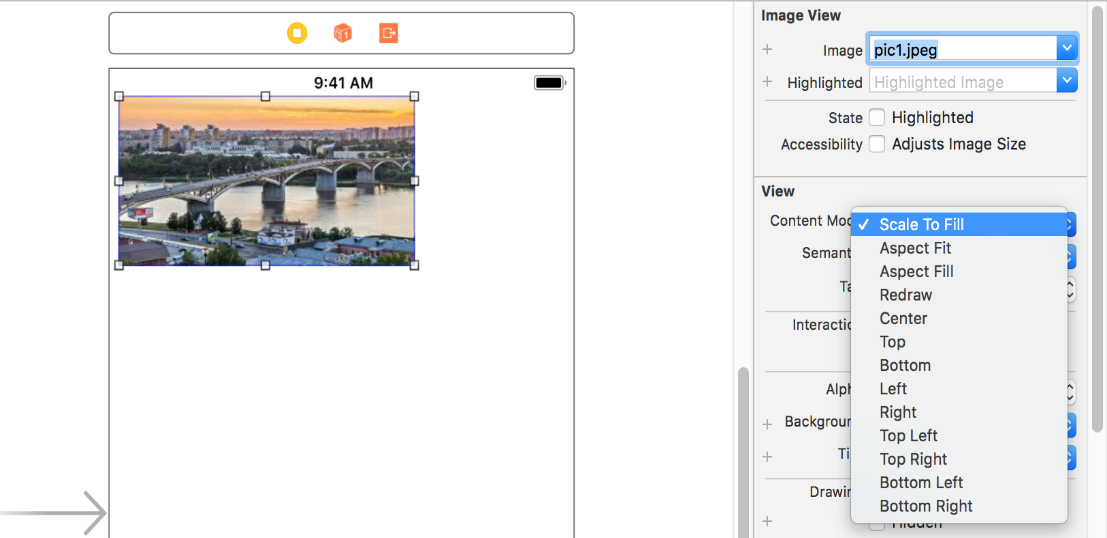 9:41 AM
Image View
Image pic1.jpeg
Highlighted Highlighted Image
State Highlighted
Accessibility Adjusts Image Size
View
Content Mod
Scale To Fill
Semant
Aspect Fit
Aspect Fill
Ta
Redraw
Center
Interactio
Top
Bottom
Alph
Left
Right
Backgroun
Top Left
Ti
Top Right
Bottom Left
Drawin
Bottom Right
Hidden